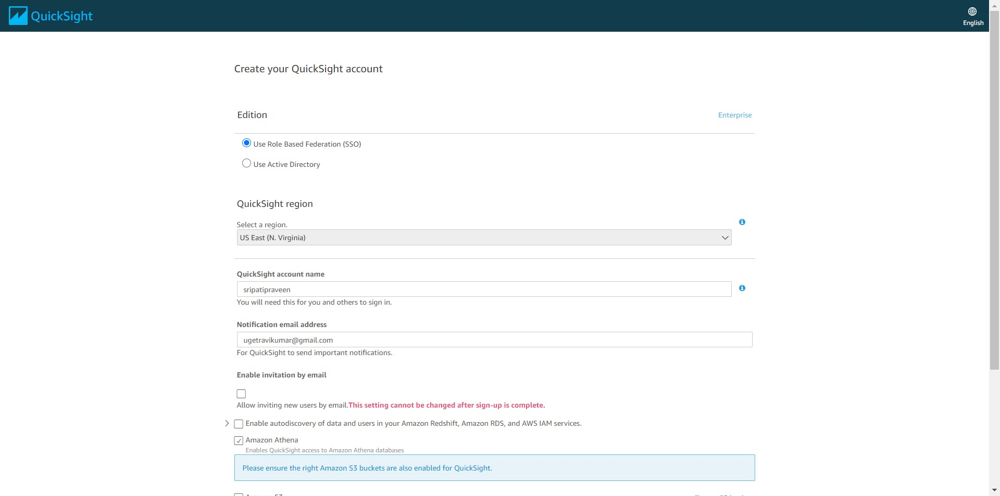 QuickSight
English
Create your QuickSight account
Edition
Enterprise
Use Role Based Federation (SSO)
Use Active Directory
QuickSight region
Select a region.
US East (N. Virginia)
QuickSight account name
sripatipraveen
You will need this for you and others to sign in.
Notification email address
ugetravikumar@gmail.com
For QuickSight to send important notifications.
Enable invitation by email
Allow inviting new users by email.This setting cannot be changed after sign-up is complete.
Enable autodiscovery of data and users in your Amazon Redshift, Amazon RDS, and AWS IAM services.
Amazon Athena
Enables QuickSight access to Amazon Athena databases
Please ensure the right Amazon S3 buckets are also enabled for QuickSight.